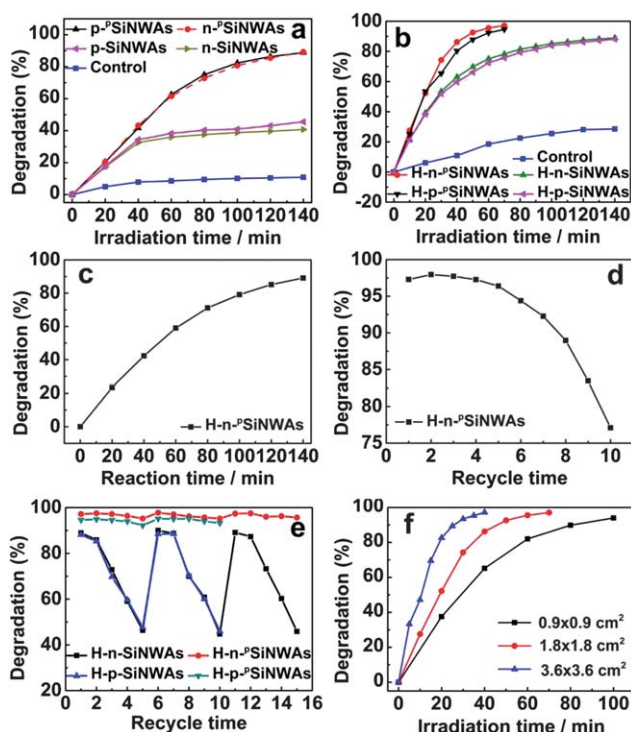 a
p-ᵖSiNWAs n-ᵖSiNWAs
p-SiNWAs n-SiNWAs
Control
Degradation (%)
100
80
60
40
20
0
0 20 40 60 80 100 120 140
Irradiation time / min
b
Degradation (%)
100
80
60
40
20
0
-20
Control
H-n-ᵖSiNWAs H-n-SiNWAs
H-p-ᵖSiNWAs H-p-SiNWAs
0 20 40 60 80 100 120 140
Irradiation time / min
c
Degradation (%)
100
80
60
40
20
0
H-n-ᵖSiNWAs
0 20 40 60 80 100 120 140
Reaction time / min
d
Degradation (%)
100
95
90
85
80
75
H-n-ᵖSiNWAs
0 2 4 6 8 10
Recycle time
e
Degradation (%)
100
80
60
40
20
H-n-SiNWAs H-n-ᵖSiNWAs
H-p-SiNWAs H-p-ᵖSiNWAs
0 2 4 6 8 10 12 14 16
Recycle time
f
Degradation (%)
100
80
60
40
20
0
0.9x0.9 cm²
1.8x1.8 cm²
3.6x3.6 cm²
0 20 40 60 80 100
Irradiation time / min